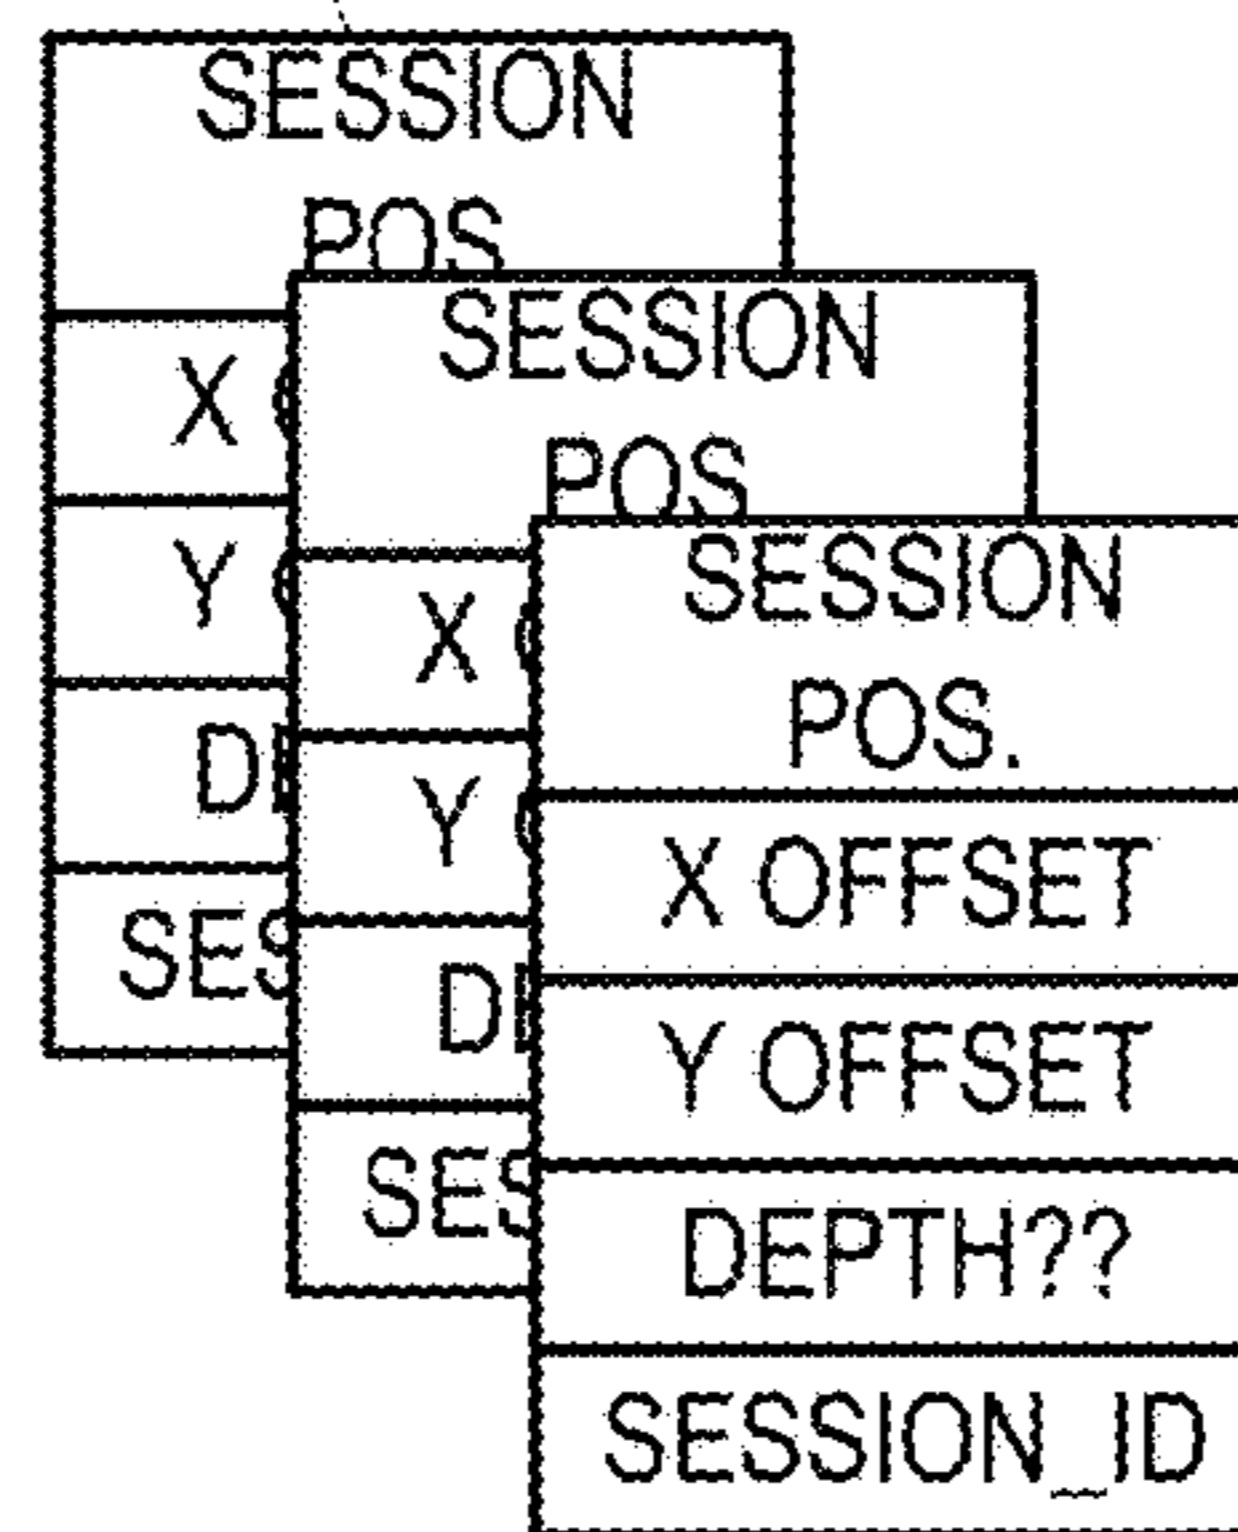 SESSION
POS
X
Y
SESSION
POS
X
Y
SESSION
POS.
X OFFSET
Y OFFSET
DEPTH??
SESSION_ID